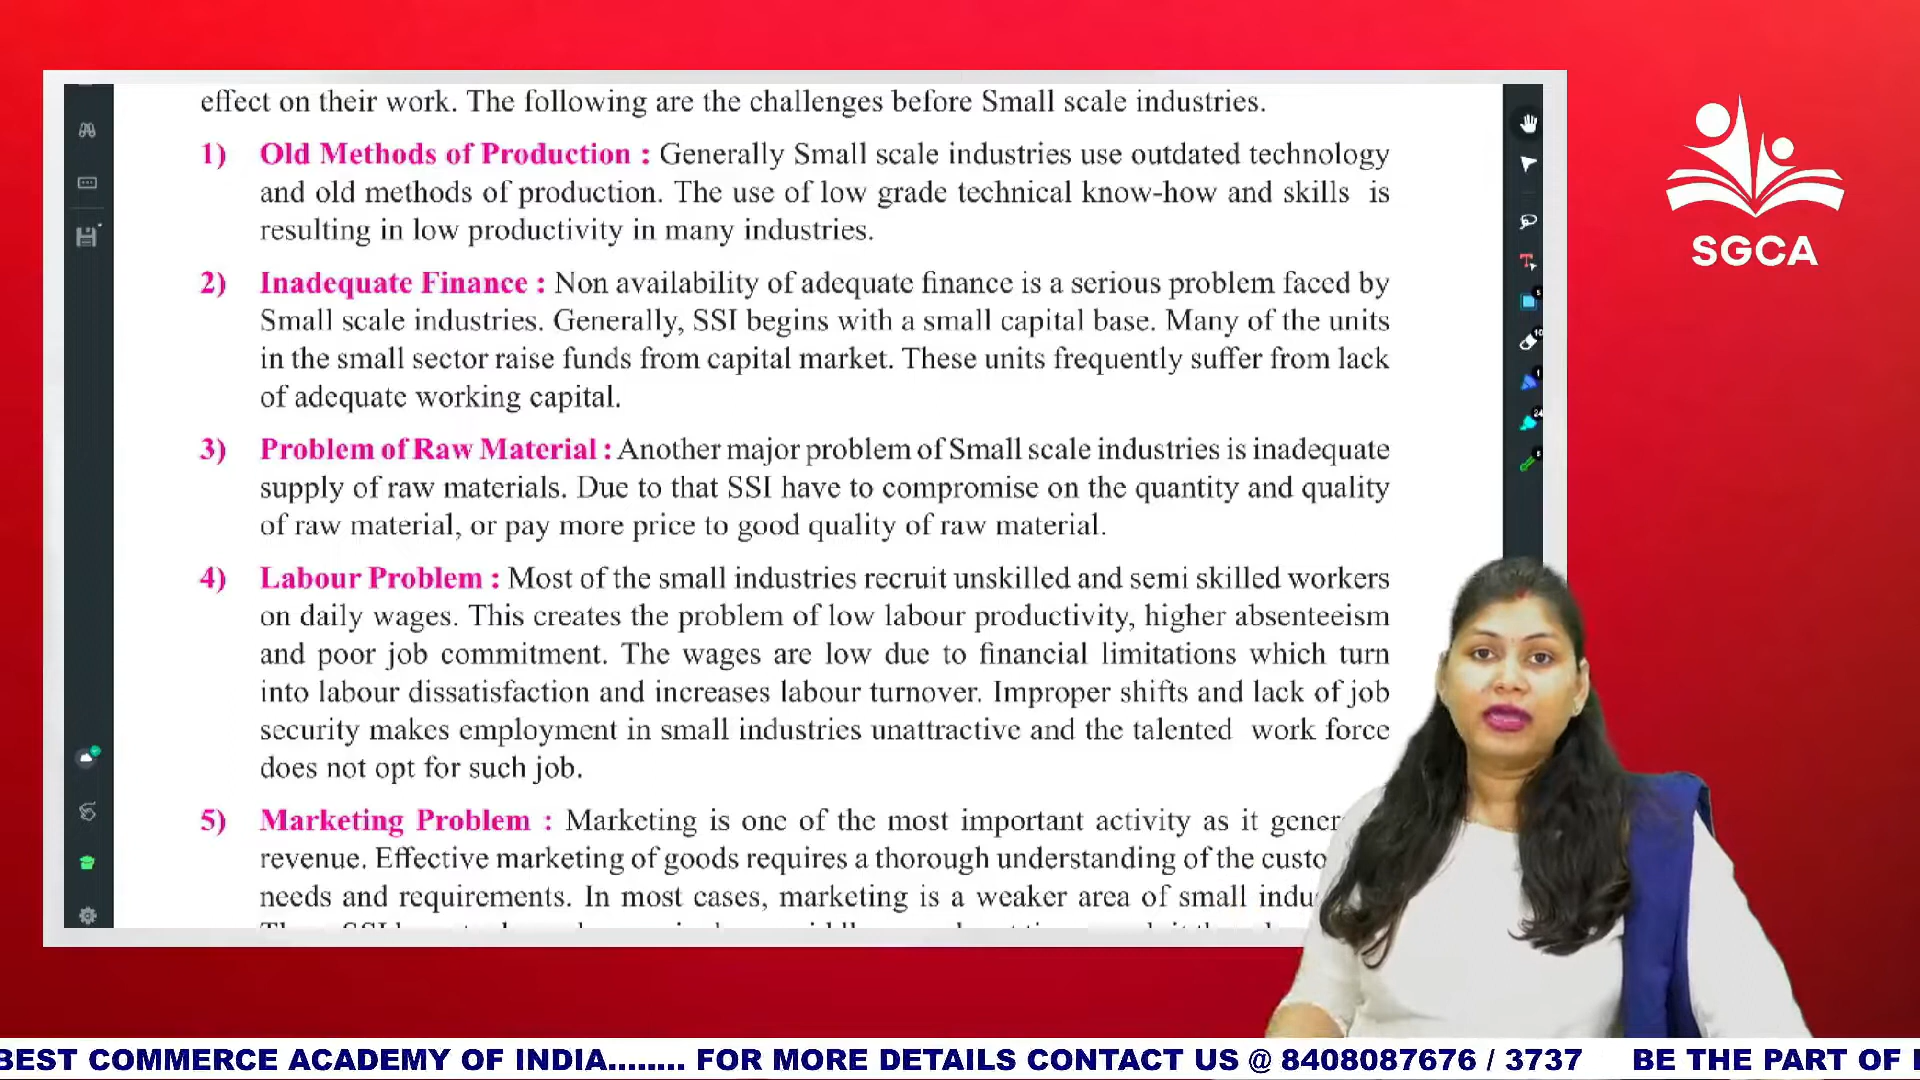 effect on their work. The following are the challenges before Small scale industries.
1) Old Methods of Production : Generally Small scale industries use outdated technology
and old methods of production. The use of low grade technical know-how and skills is
resulting in low productivity in many industries.
2) Inadequate Finance : Non availability of adequate finance is a serious problem faced by
Small scale industries. Generally, SSI begins with a small capital base. Many of the units
in the small sector raise funds from capital market. These units frequently suffer from lack
of adequate working capital.
3) Problem of Raw Material : Another major problem of Small scale industries is inadequate
supply of raw materials. Due to that SSI have to compromise on the quantity and quality
of raw material, or pay more price to good quality of raw material.
4) Labour Problem : Most of the small industries recruit unskilled and semi skilled workers
on daily wages. This creates the problem of low labour productivity, higher absenteeism
and poor job commitment. The wages are low due to financial limitations which turn
into labour dissatisfaction and increases labour turnover. Improper shifts and lack of job
security makes employment in small industries unattractive and the talented work force
does not opt for such job.
5) Marketing Problem : Marketing is one of the most important activity as it gener
revenue. Effective marketing of goods requires a thorough understanding of the custo
needs and requirements. In most cases, marketing is a weaker area of small indu
SGCA
BEST COMMERCE ACADEMY OF INDIA........ FOR MORE DETAILS CONTACT US @ 8408087676 / 3737 BE THE PART OF